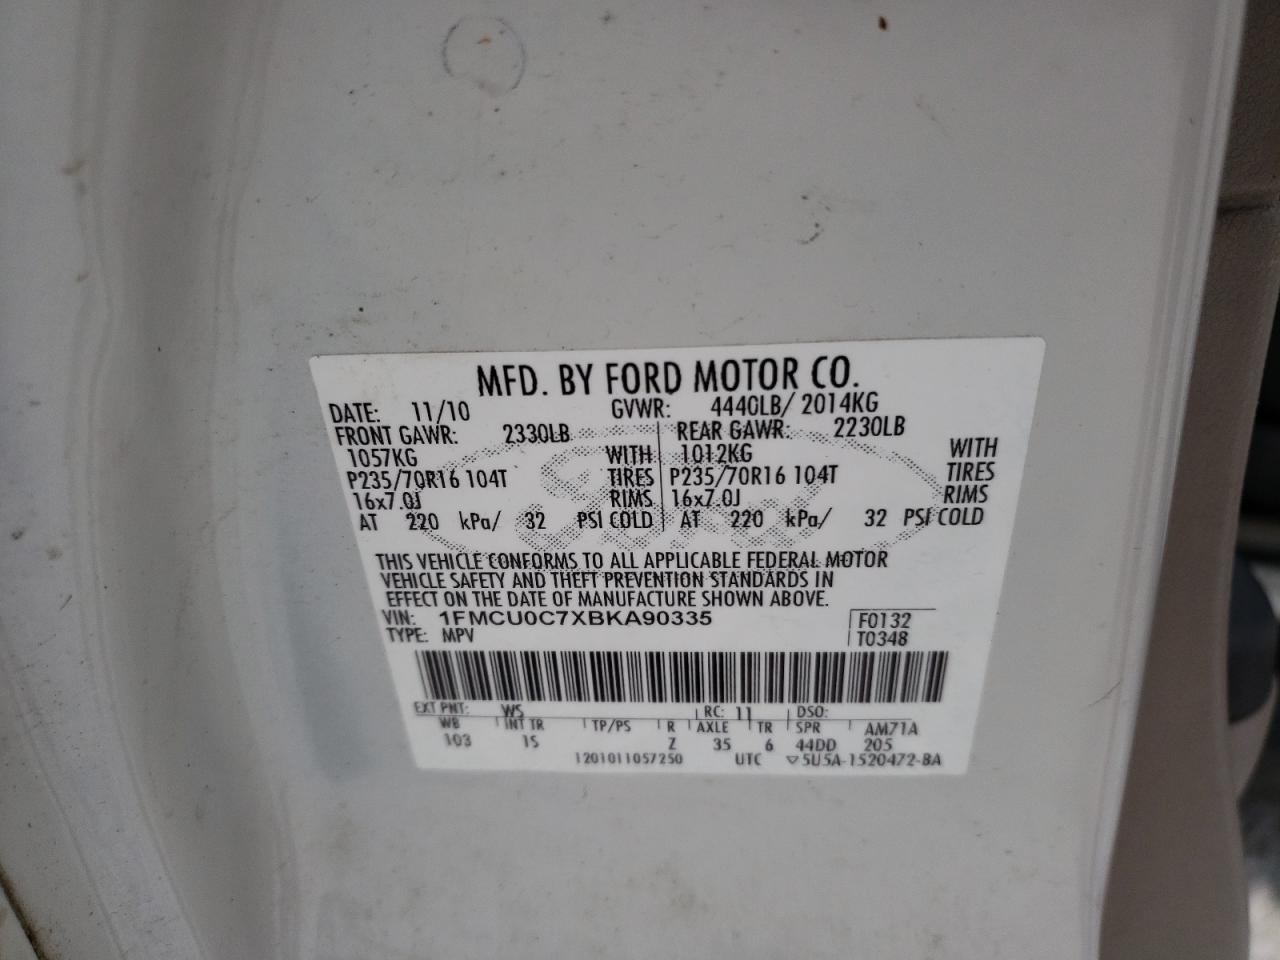 MFD. BY FORD MOTOR CO.
DATE: 11/10 GVWR: 4440LB/ 2014KG
FRONT GAWR: 2330LB REAR GAWR: 2230LB
1057KG WITH 1012KG WITH
P235/70R16 104T TIRES P235/70R16 104T TIRES
16x7.0J RIMS 16x7.0J RIMS
AT 220 kPa/ 32 PSI COLD AT 220 kPa/ 32 PSI COLD
THIS VEHICLE CONFORMS TO ALL APPLICABLE FEDERAL MOTOR
VEHICLE SAFETY AND THEFT PREVENTION STANDARDS IN
EFFECT ON THE DATE OF MANUFACTURE SHOWN ABOVE.
VIN: 1FMCU0C7XBKA90335 F0132
TYPE: MPV T0348
EXT PNT: WS RC: 11 DSO:
WB INT TR TP/PS R AXLE TR SPR AM71A
103 IS Z 35 6 44DD 205
1201011057250 UTC ▽5U5A-1520472-BA
Ford